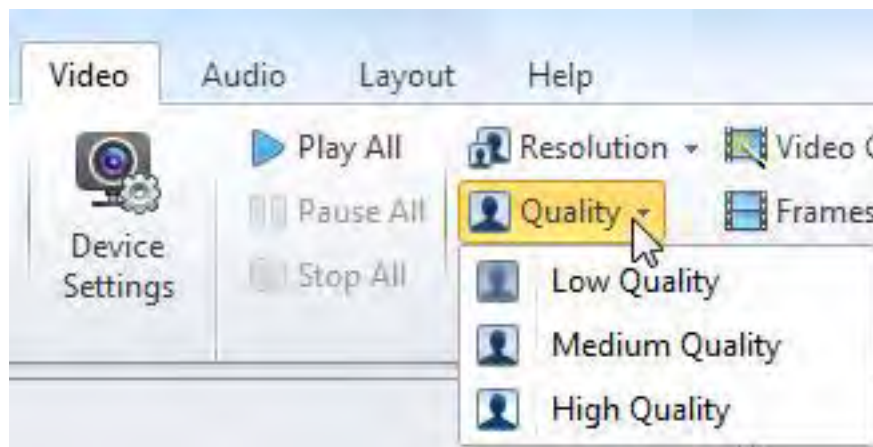 Video Audio Layout Help
Device
Settings
Play All
Pause All
Stop All
Resolution
Quality
Video
Frames
Low Quality
Medium Quality
High Quality